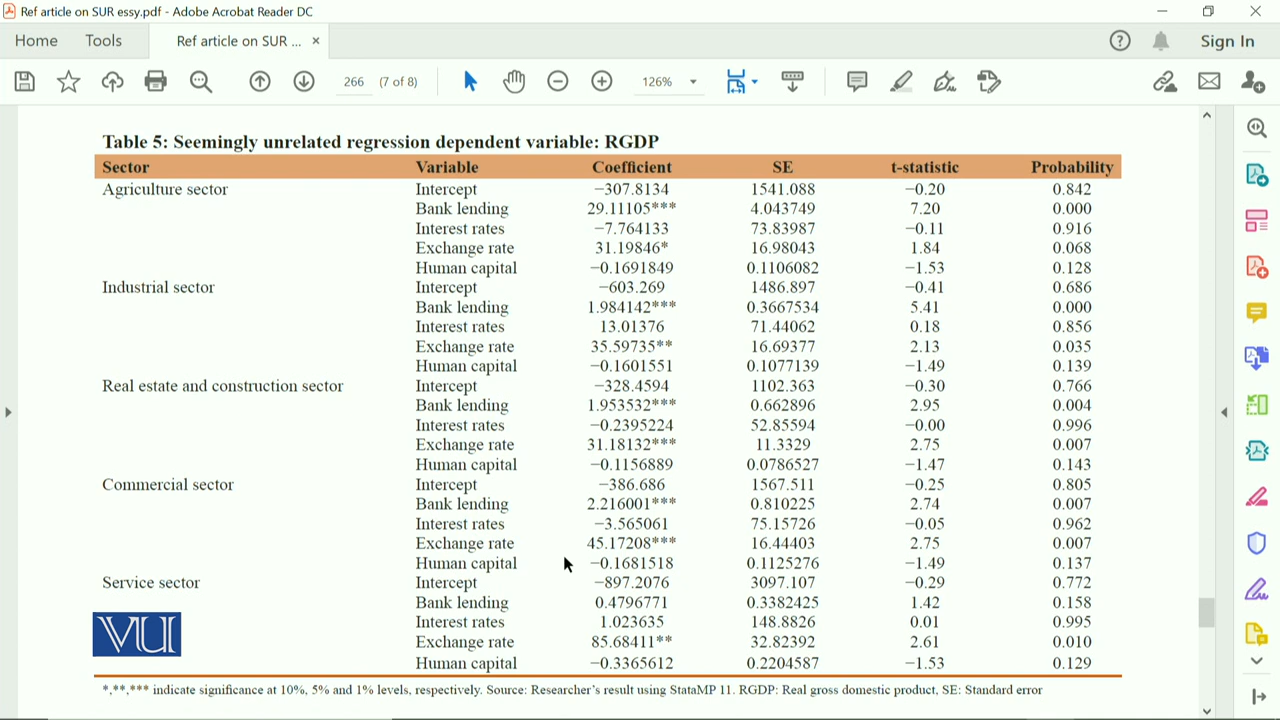 Ref article on SUR essy.pdf - Adobe Acrobat Reader DC
Home Tools Ref article on SUR ... × Sign In
266 (7 of 8) 126%
Table 5: Seemingly unrelated regression dependent variable: RGDP
Sector Variable Coefficient SE t-statistic Probability
Agriculture sector Intercept −307.8134 1541.088 −0.20 0.842
Bank lending 29.11105*** 4.043749 7.20 0.000
Interest rates −7.764133 73.83987 −0.11 0.916
Exchange rate 31.19846* 16.98043 1.84 0.068
Human capital −0.1691849 0.1106082 −1.53 0.128
Industrial sector Intercept −603.269 1486.897 −0.41 0.686
Bank lending 1.984142*** 0.3667534 5.41 0.000
Interest rates 13.01376 71.44062 0.18 0.856
Exchange rate 35.59735** 16.69377 2.13 0.035
Human capital −0.1601551 0.1077139 −1.49 0.139
Real estate and construction sector Intercept −328.4594 1102.363 −0.30 0.766
Bank lending 1.953532*** 0.662896 2.95 0.004
Interest rates −0.2395224 52.85594 −0.00 0.996
Exchange rate 31.18132*** 11.3329 2.75 0.007
Human capital −0.1156889 0.0786527 −1.47 0.143
Commercial sector Intercept −386.686 1567.511 −0.25 0.805
Bank lending 2.216001*** 0.810225 2.74 0.007
Interest rates −3.565061 75.15726 −0.05 0.962
Exchange rate 45.17208*** 16.44403 2.75 0.007
Human capital −0.1681518 0.1125276 −1.49 0.137
Service sector Intercept −897.2076 3097.107 −0.29 0.772
Bank lending 0.4796771 0.3382425 1.42 0.158
Interest rates 1.023635 148.8826 0.01 0.995
Exchange rate 85.68411** 32.82392 2.61 0.010
Human capital −0.3365612 0.2204587 −1.53 0.129
VU
*,**,*** indicate significance at 10%, 5% and 1% levels, respectively. Source: Researcher's result using StataMP 11. RGDP: Real gross domestic product, SE: Standard error